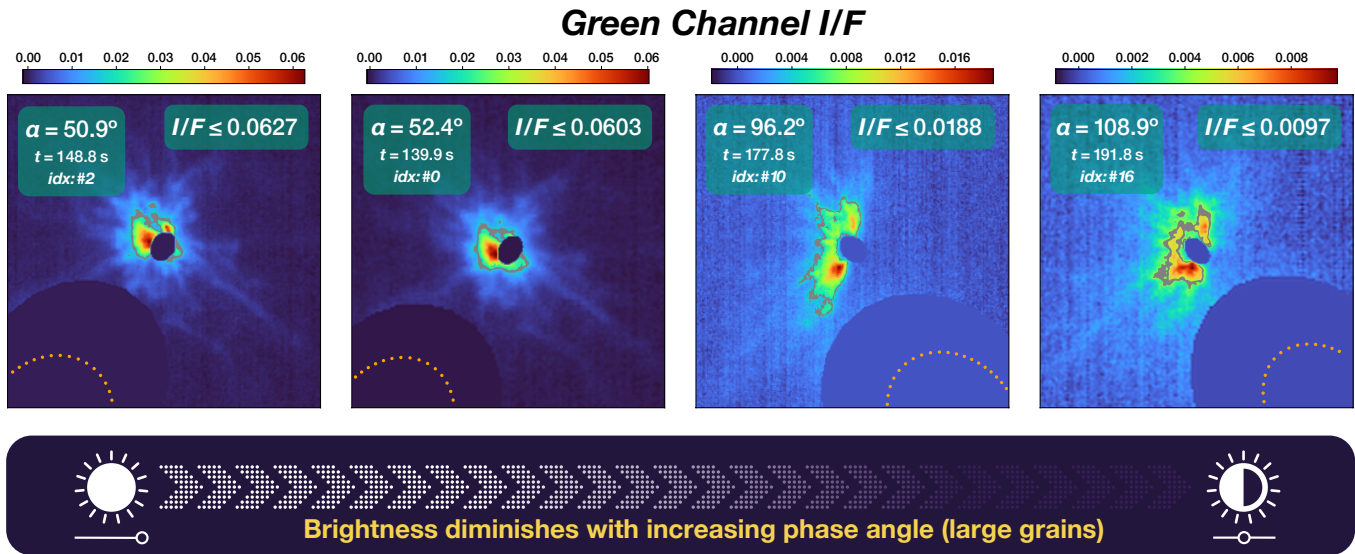 Green Channel I/F
0.00 0.01 0.02 0.03 0.04 0.05 0.06
0.00 0.01 0.02 0.03 0.04 0.05 0.06
0.000 0.004 0.008 0.012 0.016
0.000 0.002 0.004 0.006 0.008
α = 50.9º
t = 148.8 s
idx: #2
I/F ≤ 0.0627
α = 52.4º
t = 139.9 s
idx: #0
I/F ≤ 0.0603
α = 96.2º
t = 177.8 s
idx: #10
I/F ≤ 0.0188
α = 108.9º
t = 191.8 s
idx: #16
I/F ≤ 0.0097
Brightness diminishes with increasing phase angle (large grains)